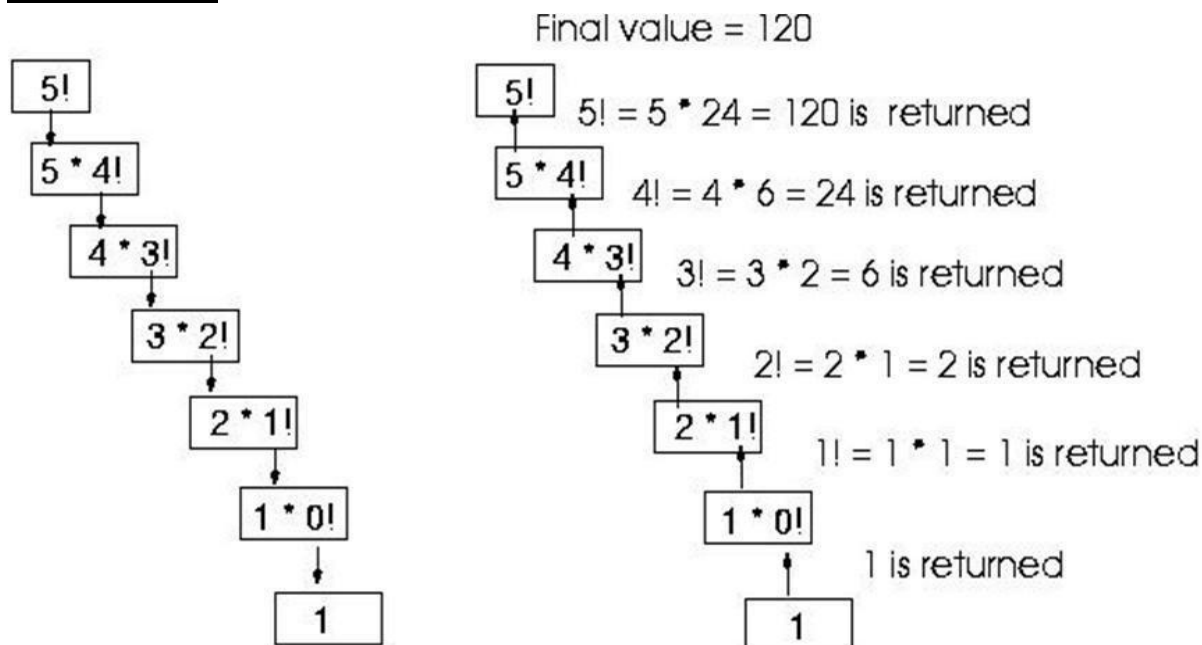 Final value = 120
5!
5 * 4!
4 * 3!
3 * 2!
2 * 1!
1 * 0!
1
5!
5! = 5 * 24 = 120 is returned
5 * 4!
4! = 4 * 6 = 24 is returned
4 * 3!
3! = 3 * 2 = 6 is returned
3 * 2!
2! = 2 * 1 = 2 is returned
2 * 1!
1! = 1 * 1 = 1 is returned
1 * 0!
1 is returned
1